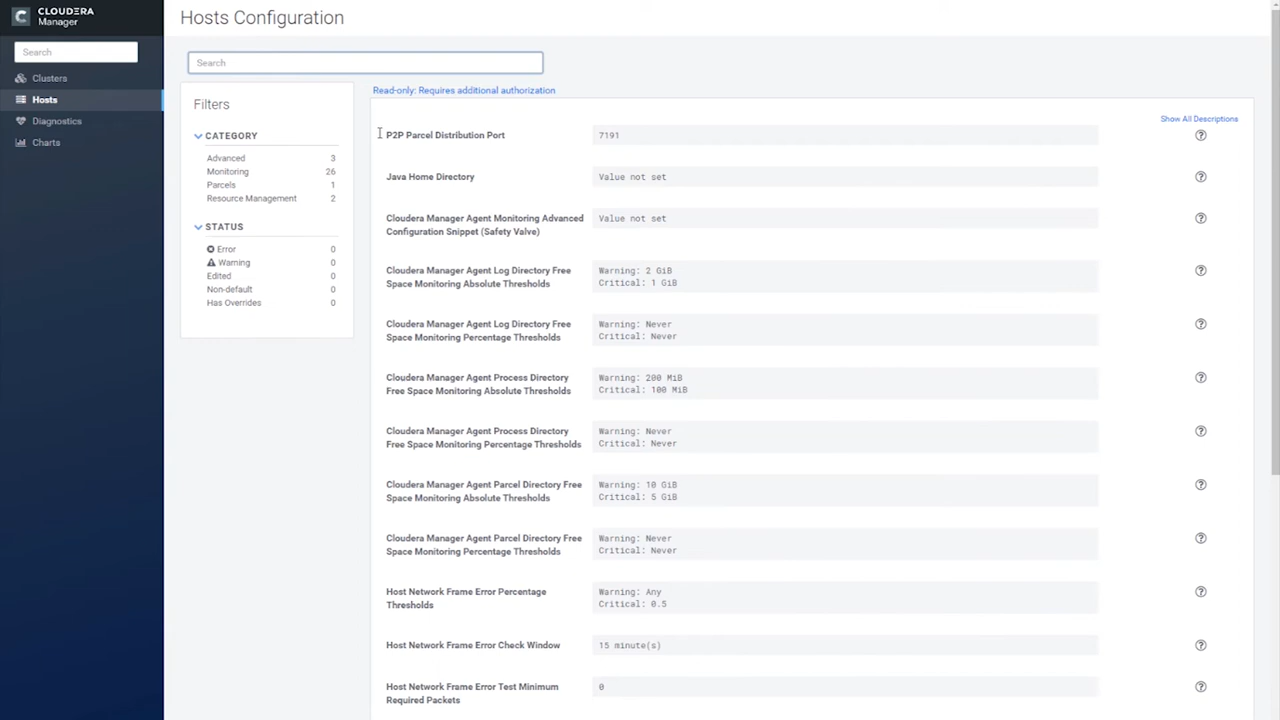 CLOUDERA
Manager
Search
Clusters
Hosts
Diagnostics
Charts
Hosts Configuration
Search
Filters
CATEGORY
Advanced 3
Monitoring 26
Parcels 1
Resource Management 2
STATUS
Error 0
Warning 0
Edited 0
Non-default 0
Has Overrides 0
Read-only: Requires additional authorization
Show All Descriptions
P2P Parcel Distribution Port 7191
Java Home Directory Value not set
Cloudera Manager Agent Monitoring Advanced Value not set
Configuration Snippet (Safety Valve)
Cloudera Manager Agent Log Directory Free Warning: 2 GiB
Space Monitoring Absolute Thresholds Critical: 1 GiB
Cloudera Manager Agent Log Directory Free Warning: Never
Space Monitoring Percentage Thresholds Critical: Never
Cloudera Manager Agent Process Directory Warning: 200 MiB
Free Space Monitoring Absolute Thresholds Critical: 100 MiB
Cloudera Manager Agent Process Directory Warning: Never
Free Space Monitoring Percentage Thresholds Critical: Never
Cloudera Manager Agent Parcel Directory Free Warning: 10 GiB
Space Monitoring Absolute Thresholds Critical: 5 GiB
Cloudera Manager Agent Parcel Directory Free Warning: Never
Space Monitoring Percentage Thresholds Critical: Never
Host Network Frame Error Percentage Warning: Any
Thresholds Critical: 0.5
Host Network Frame Error Check Window 15 minute(s)
Host Network Frame Error Test Minimum 0
Required Packets